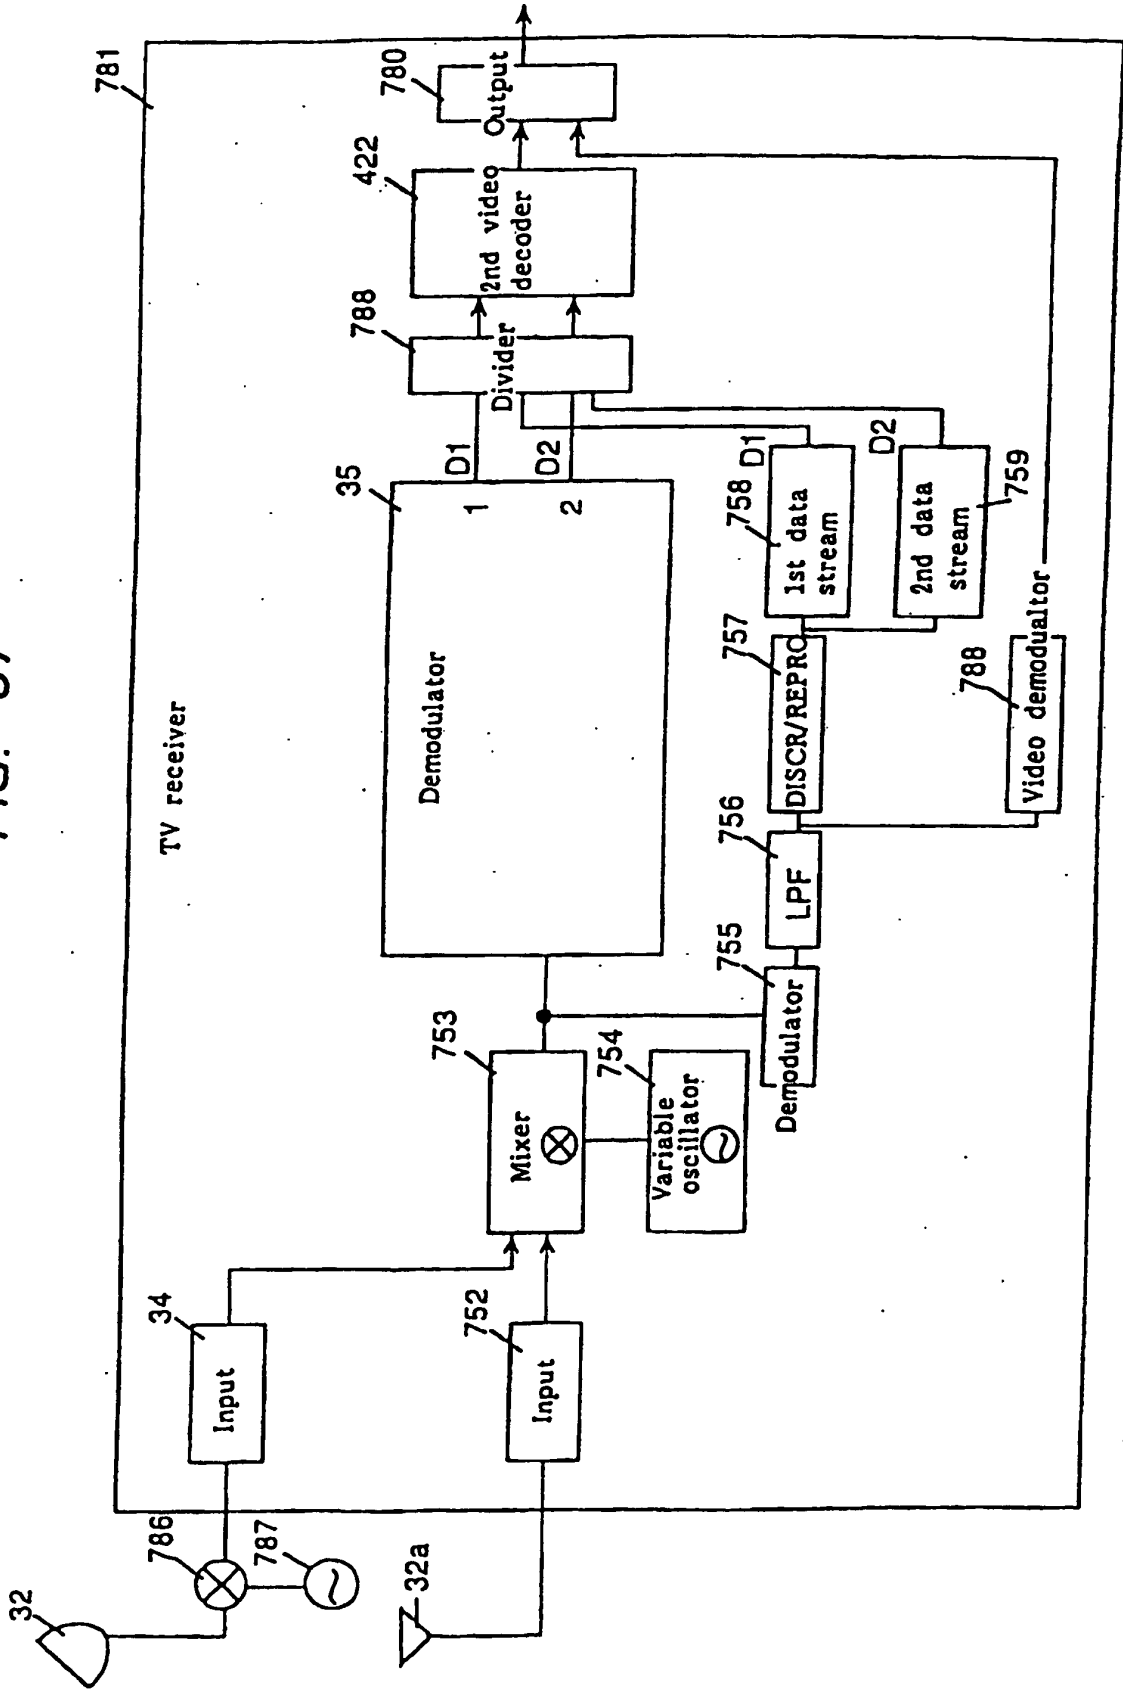 781
TV receiver
32
786
787
32a
34
Input
752
Input
753
Mixer
754
Variable
oscillator
35
Demodulator
1
2
D1
D2
788
Divider
422
2nd video
decoder
780
Output
755
Demodulator
756
LPF
757
DISCR/REPRO
758
1st data
stream
D1
759
2nd data
stream
D2
788
Video demodualtor